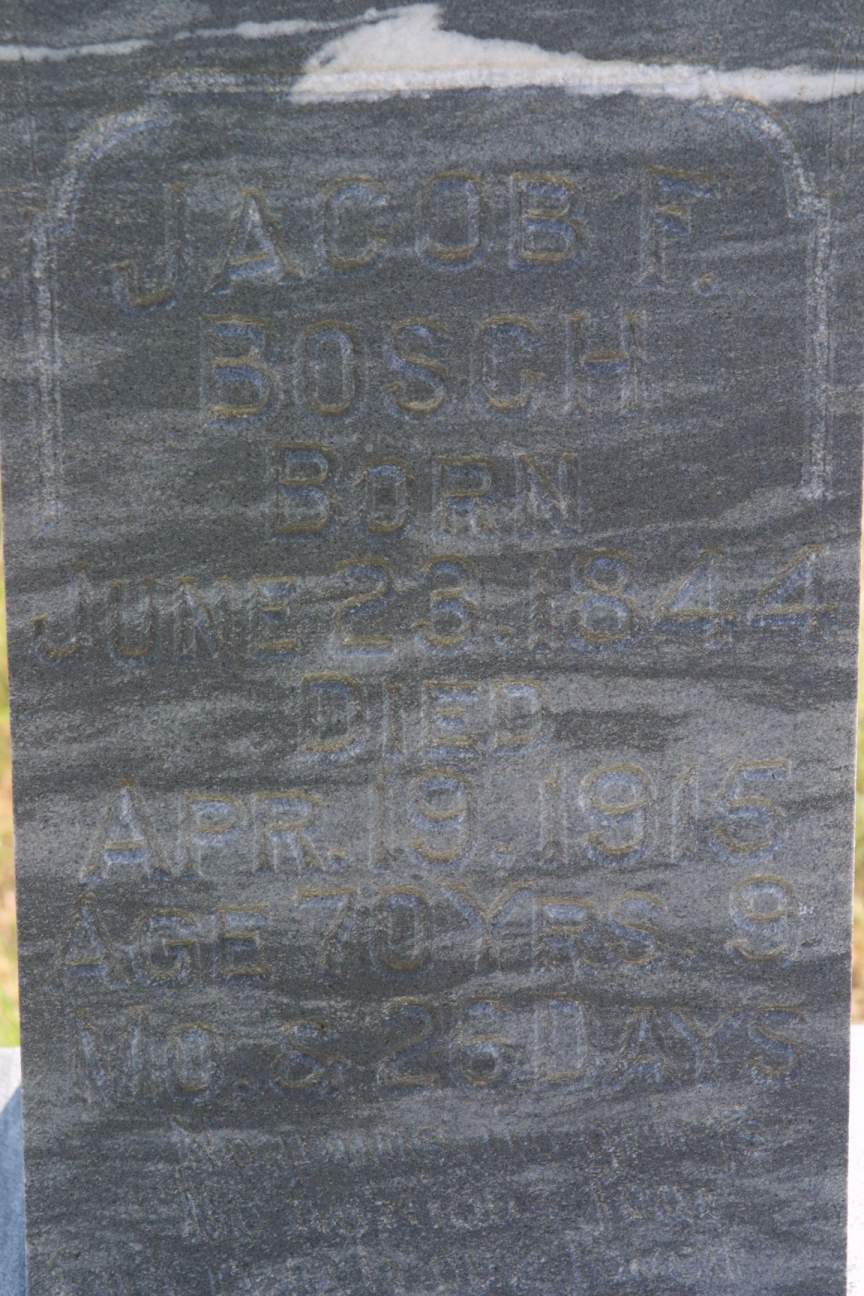 JACOB F.
BOSCH
BORN
JUNE 23. 1844
DIED
APR. 19. 1915
AGE 70 YRS. 9
MO. & 26 DAYS